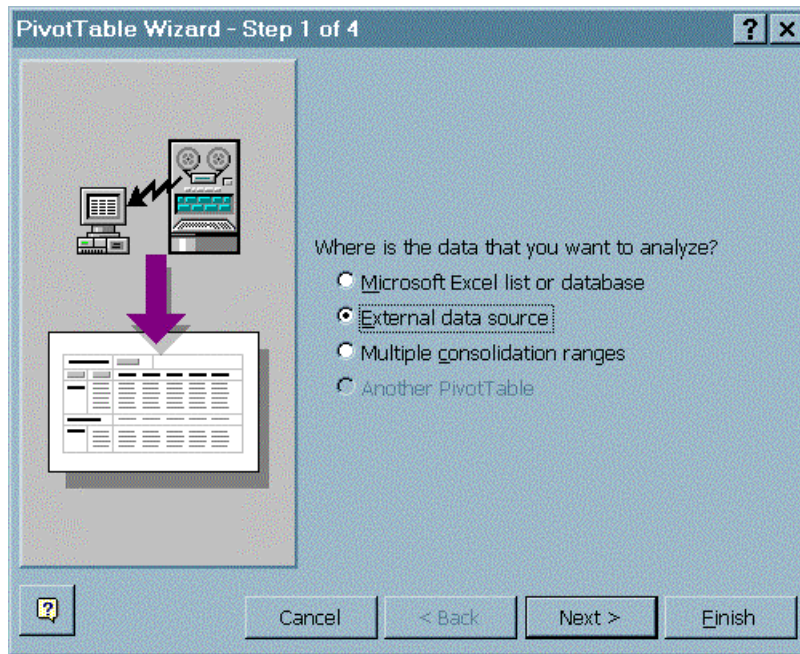 PivotTable Wizard - Step 1 of 4
Where is the data that you want to analyze?
Microsoft Excel list or database
External data source
Multiple consolidation ranges
Another PivotTable
Cancel
< Back
Next >
Finish